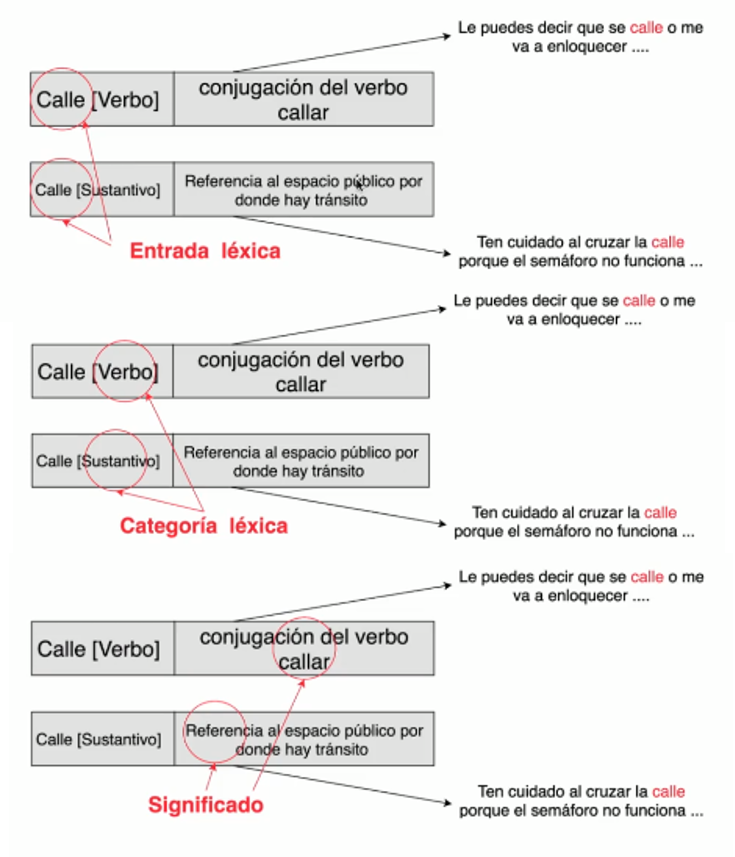 Le puedes decir que se calle o me
va a enloquecer ....
Calle [Verbo]
conjugación del verbo
callar
Calle [Sustantivo]
Referencia al espacio público por
donde hay tránsito
Entrada léxica
Ten cuidado al cruzar la calle
porque el semáforo no funciona ...
Le puedes decir que se calle o me
va a enloquecer ....
Calle [Verbo]
conjugación del verbo
callar
Calle [Sustantivo]
Referencia al espacio público por
donde hay tránsito
Categoría léxica
Ten cuidado al cruzar la calle
porque el semáforo no funciona ...
Le puedes decir que se calle o me
va a enloquecer ....
Calle [Verbo]
conjugación del verbo
callar
Calle [Sustantivo]
Referencia al espacio público por
donde hay tránsito
Significado
Ten cuidado al cruzar la calle
porque el semáforo no funciona ...